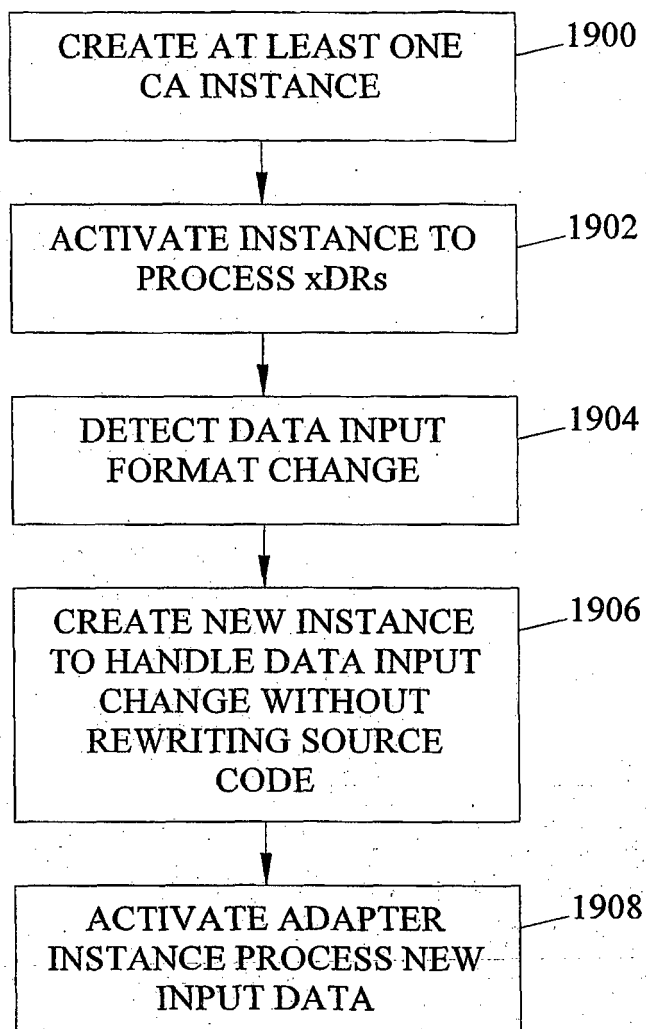 CREATE AT LEAST ONE
CA INSTANCE
1900
ACTIVATE INSTANCE TO
PROCESS xDRs
1902
DETECT DATA INPUT
FORMAT CHANGE
1904
CREATE NEW INSTANCE
TO HANDLE DATA INPUT
CHANGE WITHOUT
REWRITING SOURCE
CODE
1906
ACTIVATE ADAPTER
INSTANCE PROCESS NEW
INPUT DATA
1908